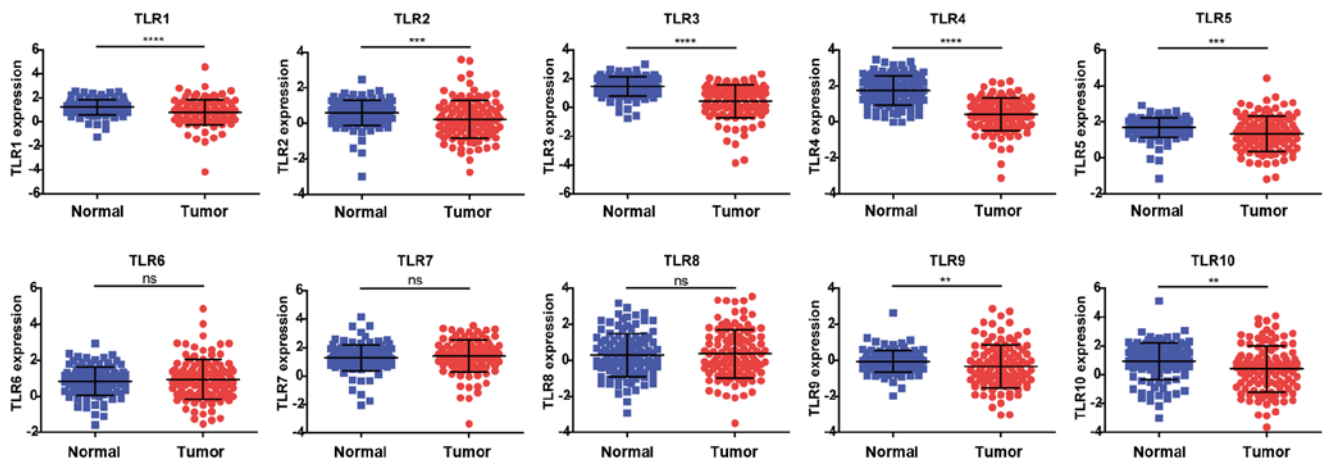 TLR1
****
TLR1 expression
6
4
2
0
-2
-4
-6
Normal Tumor
TLR2
***
TLR2 expression
4
2
0
-2
-4
Normal Tumor
TLR3
****
TLR3 expression
4
2
0
-2
-4
-6
Normal Tumor
TLR4
****
TLR4 expression
4
2
0
-2
-4
Normal Tumor
TLR5
***
TLR5 expression
6
4
2
0
-2
Normal Tumor
TLR6
ns
TLR6 expression
6
4
2
0
-2
Normal Tumor
TLR7
ns
TLR7 expression
6
4
2
0
-2
-4
Normal Tumor
TLR8
ns
TLR8 expression
4
2
0
-2
-4
Normal Tumor
TLR9
**
TLR9 expression
4
2
0
-2
-4
Normal Tumor
TLR10
**
TLR10 expression
6
4
2
0
-2
-4
Normal Tumor